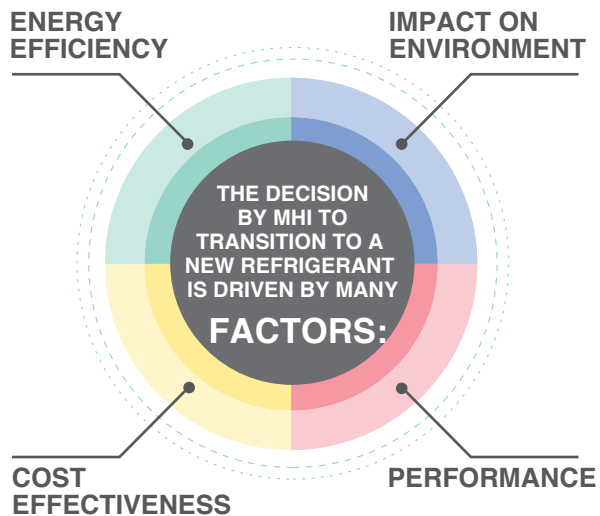 ENERGY
EFFICIENCY
IMPACT ON
ENVIRONMENT
THE DECISION
BY MHI TO
TRANSITION TO A
NEW REFRIGERANT
IS DRIVEN BY MANY
FACTORS:
COST
EFFECTIVENESS
PERFORMANCE